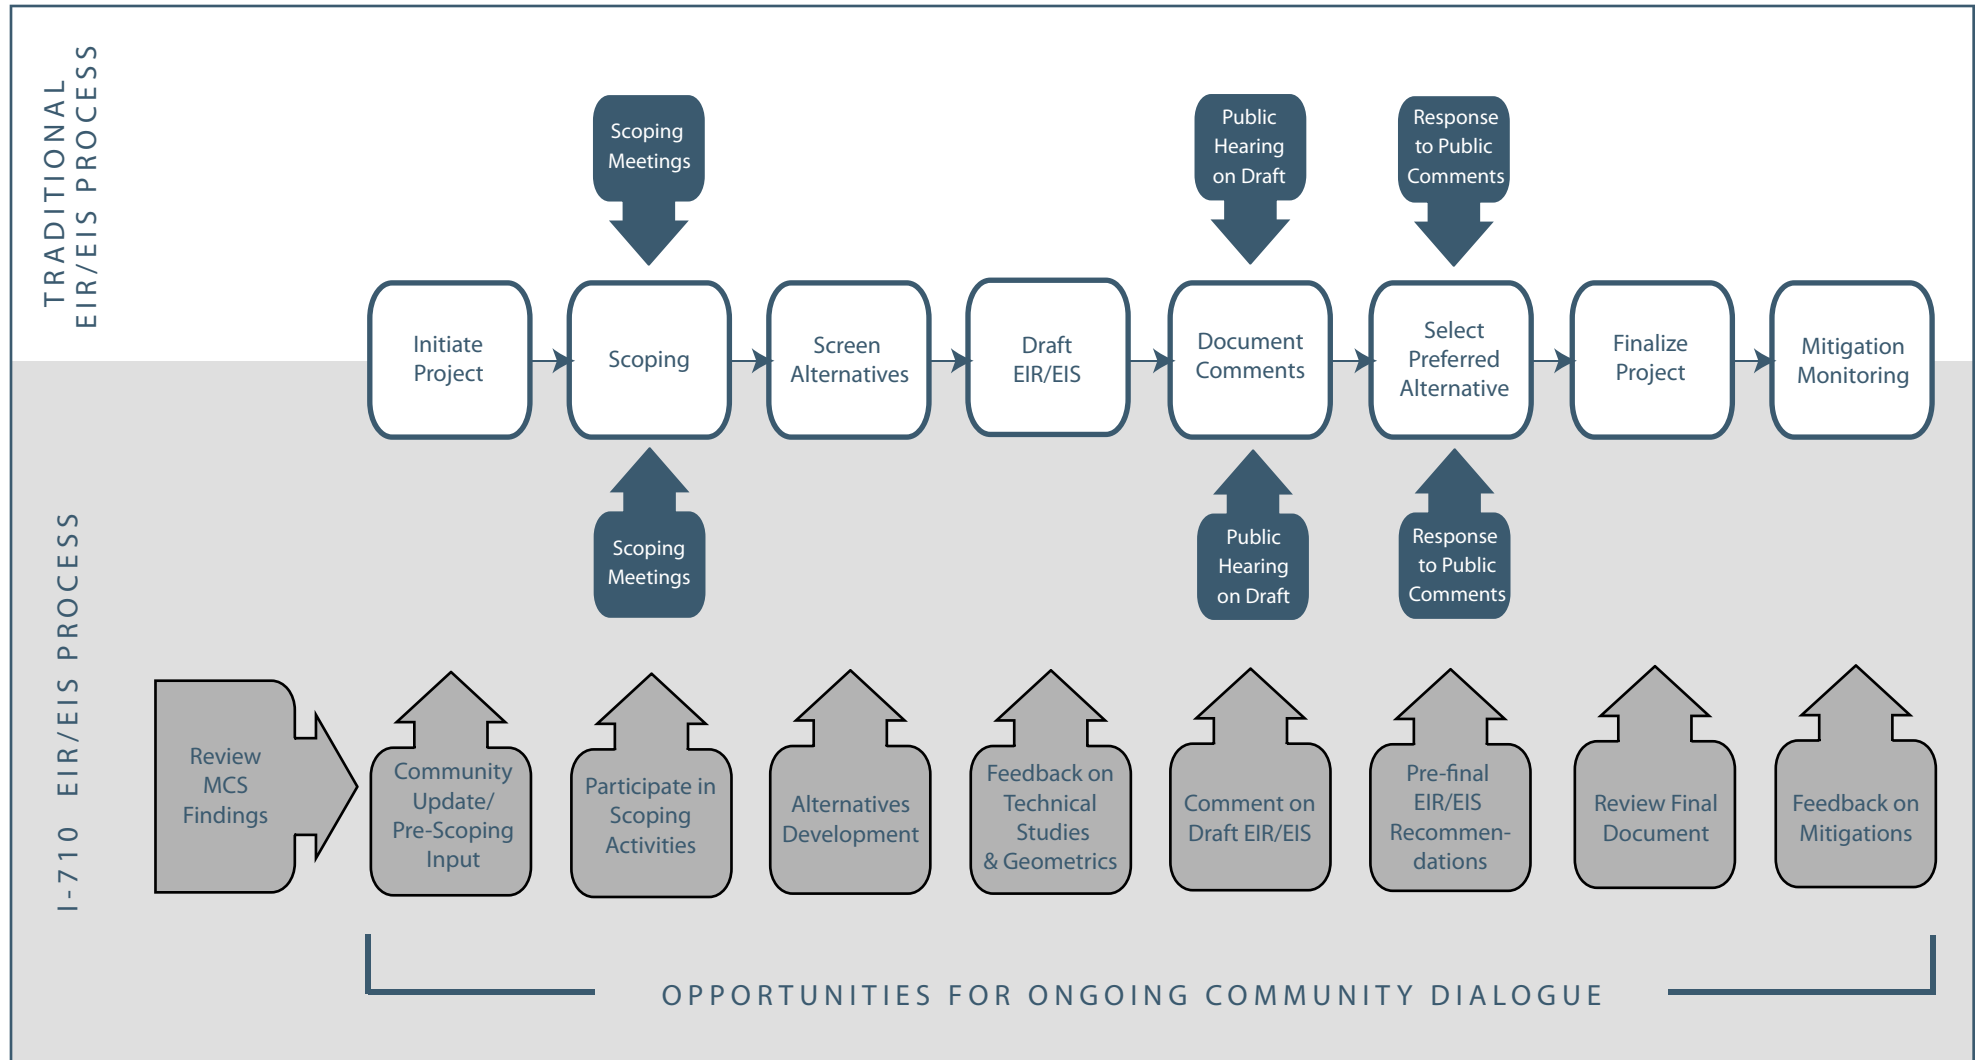 TRADITIONAL
EIR/EIS PROCESS
Scoping
Meetings
Public
Hearing
on Draft
Response
to Public
Comments
Initiate
Project
Scoping
Screen
Alternatives
Draft
EIR/EIS
Document
Comments
Select
Preferred
Alternative
Finalize
Project
Mitigation
Monitoring
I-710 EIR/EIS PROCESS
Scoping
Meetings
Public
Hearing
on Draft
Response
to Public
Comments
Review
MCS
Findings
Community
Update/
Pre-Scoping
Input
Participate in
Scoping
Activities
Alternatives
Development
Feedback on
Technical
Studies
& Geometrics
Comment on
Draft EIR/EIS
Pre-final
EIR/EIS
Recommen-
dations
Review Final
Document
Feedback on
Mitigations
OPPORTUNITIES FOR ONGOING COMMUNITY DIALOGUE